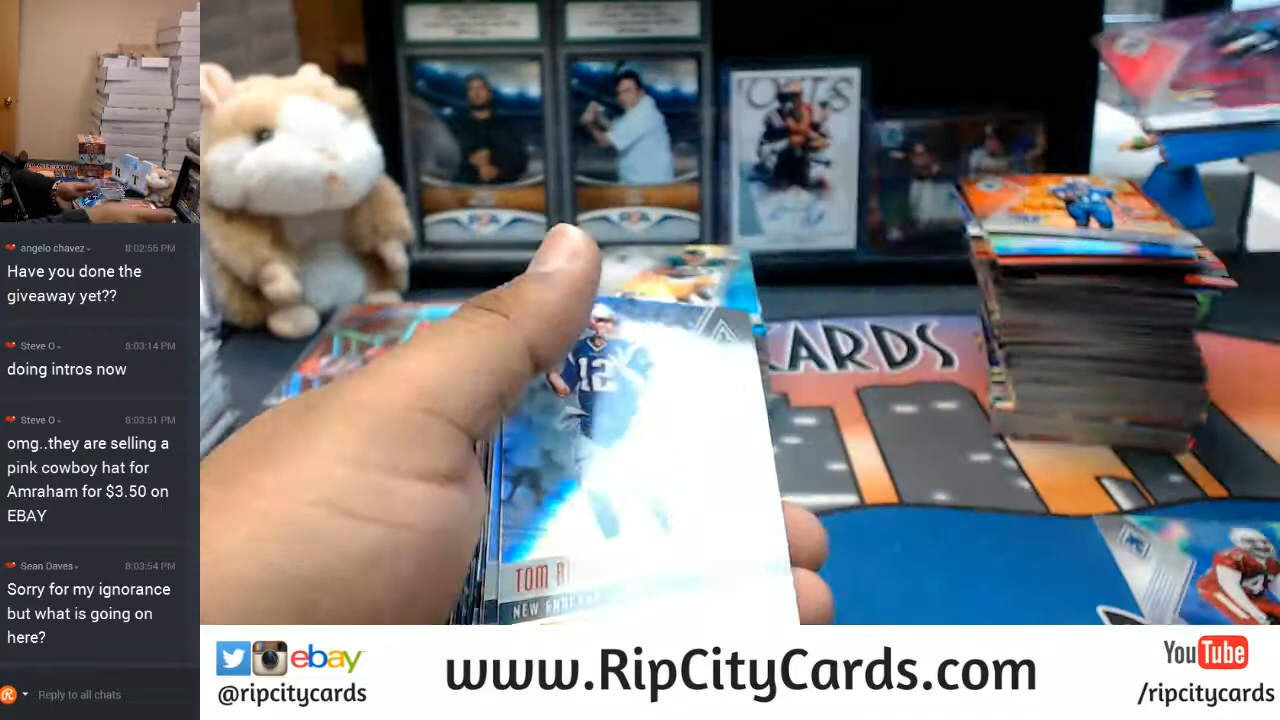 angelo chavez 8:02:56 PM
Have you done the
giveaway yet??
Steve O 8:03:14 PM
doing intros now
Steve O 8:03:51 PM
omg..they are selling a
pink cowboy hat for
Amraham for $3.50 on
EBAY
Sean Daves 8:03:54 PM
Sorry for my ignorance
but what is going on
here?
Reply to all chats
12
TOM
NEW
CARDS
ebay
@ripcitycards
www.RipCityCards.com
YouTube
/ripcitycards